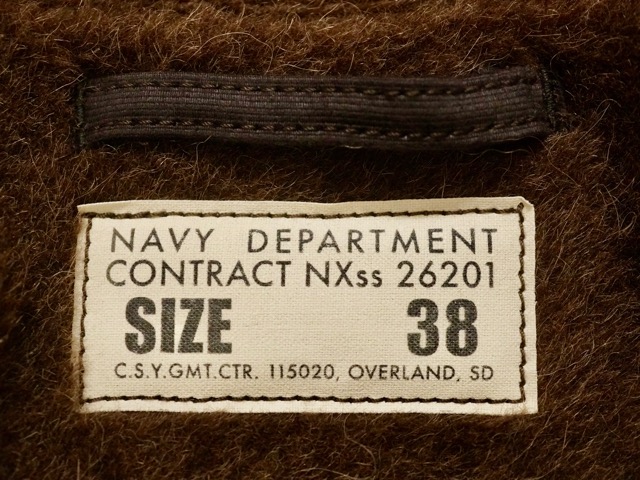 NAVY DEPARTMENT
CONTRACT NXss 26201
SIZE 38
C.S.Y.GMT.CTR. 115020, OVERLAND, SD